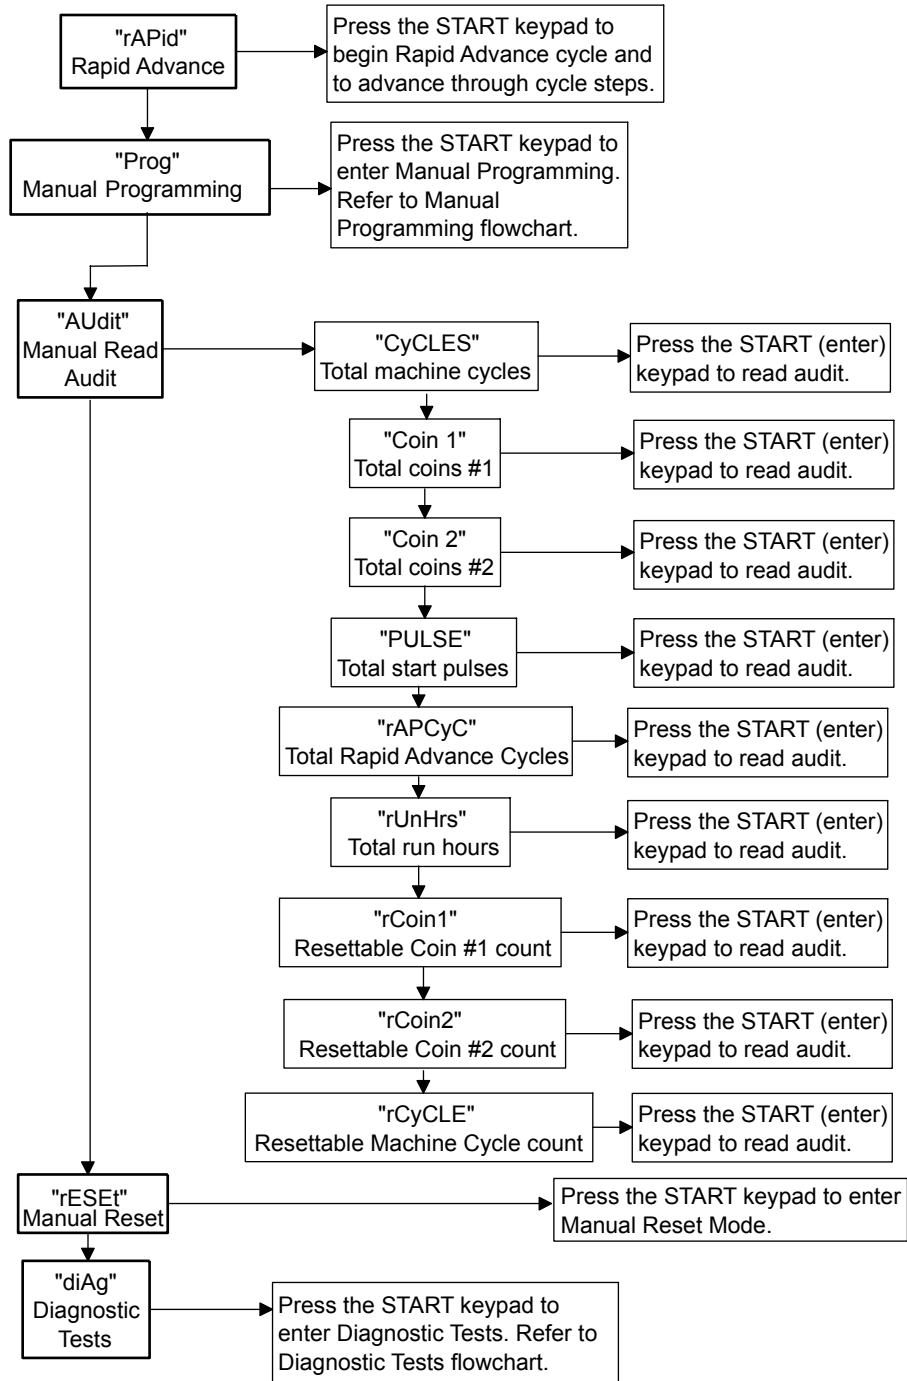 "rAPid"
Rapid Advance
Press the START keypad to
begin Rapid Advance cycle and
to advance through cycle steps.
"Prog"
Manual Programming
Press the START keypad to
enter Manual Programming.
Refer to Manual
Programming flowchart.
"AUdit"
Manual Read
Audit
"CyCLES"
Total machine cycles
Press the START (enter)
keypad to read audit.
"Coin 1"
Total coins #1
Press the START (enter)
keypad to read audit.
"Coin 2"
Total coins #2
Press the START (enter)
keypad to read audit.
"PULSE"
Total start pulses
Press the START (enter)
keypad to read audit.
"rAPCyC"
Total Rapid Advance Cycles
Press the START (enter)
keypad to read audit.
"rUnHrs"
Total run hours
Press the START (enter)
keypad to read audit.
"rCoin1"
Resettable Coin #1 count
Press the START (enter)
keypad to read audit.
"rCoin2"
Resettable Coin #2 count
Press the START (enter)
keypad to read audit.
"rCyCLE"
Resettable Machine Cycle count
Press the START (enter)
keypad to read audit.
"rESEt"
Manual Reset
Press the START keypad to enter
Manual Reset Mode.
"diAg"
Diagnostic
Tests
Press the START keypad to
enter Diagnostic Tests. Refer to
Diagnostic Tests flowchart.